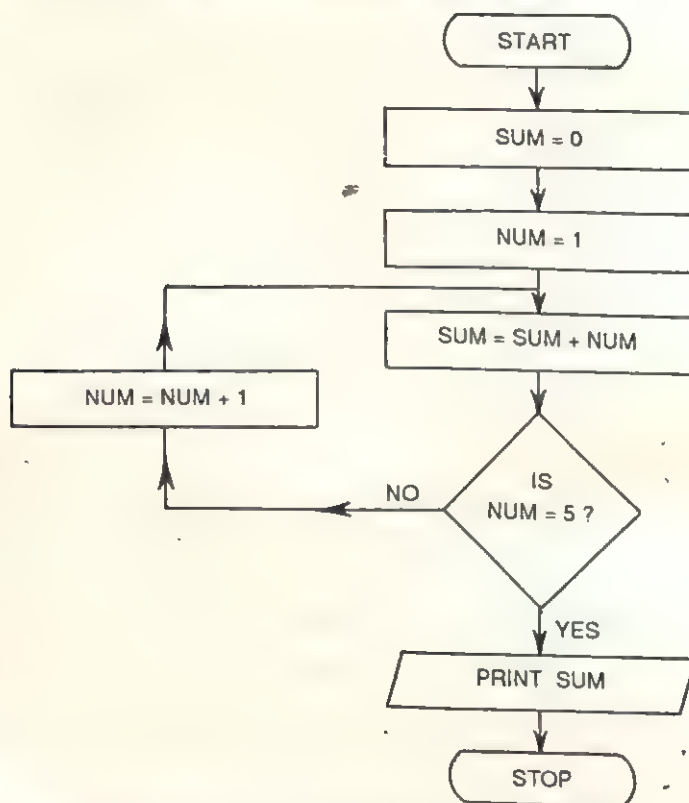 START
SUM = 0
NUM = 1
SUM = SUM + NUM
NUM = NUM + 1
IS
NUM = 5 ?
NO
YES
PRINT SUM
STOP